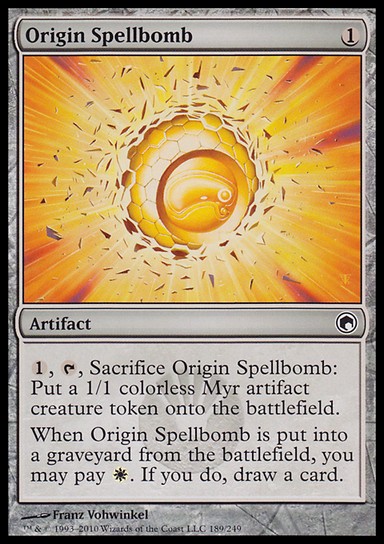 Origin Spellbomb 1
Artifact
1, , Sacrifice Origin Spellbomb:
Put a 1/1 colorless Myr artifact
creature token onto the battlefield.
When Origin Spellbomb is put into
a graveyard from the battlefield, you
may pay . If you do, draw a card.
Franz Vohwinkel
™ & © 1993–2010 Wizards of the Coast LLC 189/249